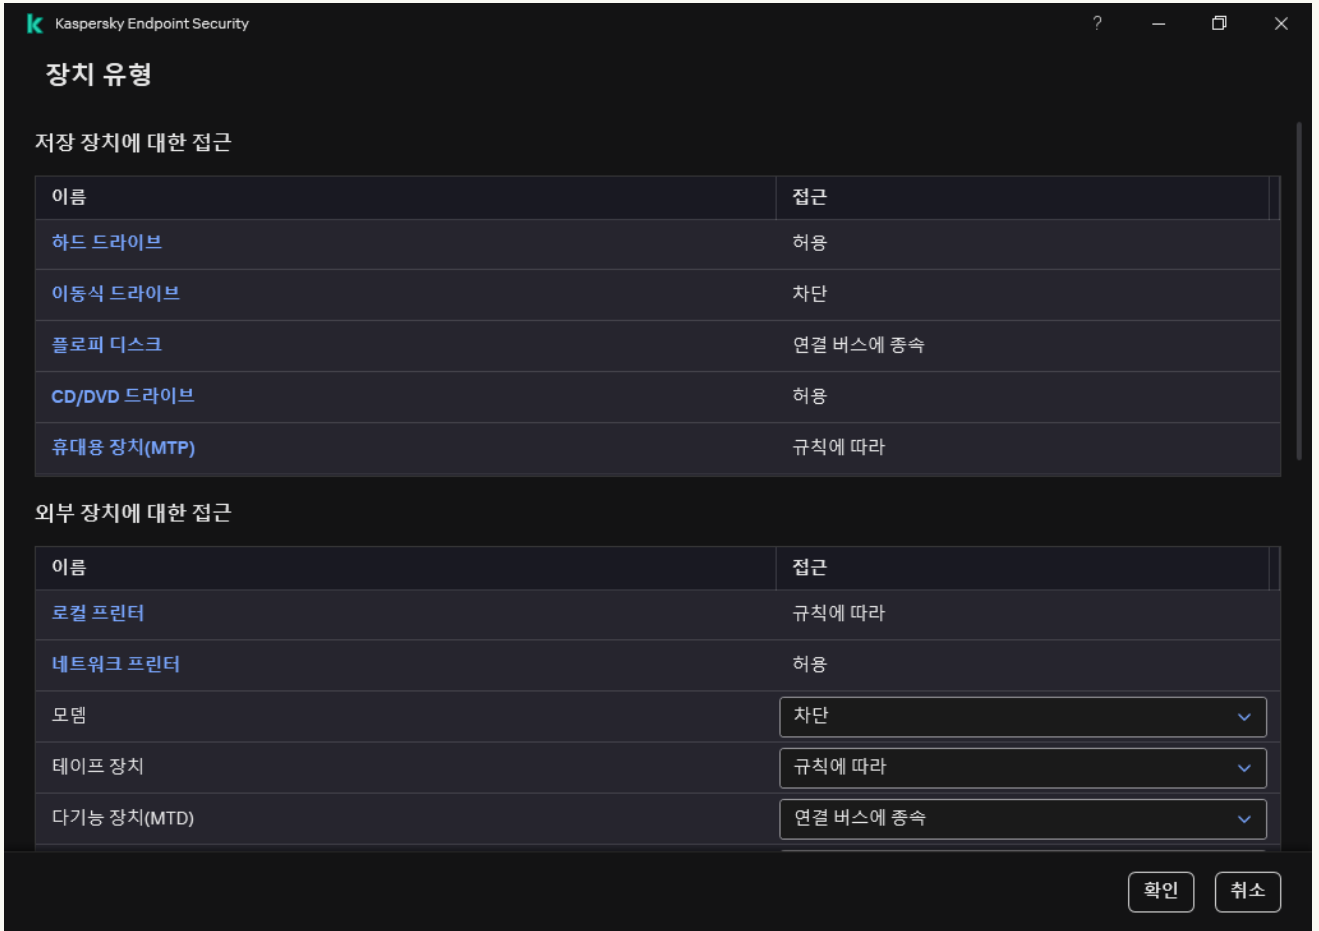 Kaspersky Endpoint Security
?
장치 유형
저장 장치에 대한 접근
이름 접근
하드 드라이브 허용
이동식 드라이브 차단
플로피 디스크 연결 버스에 종속
CD/DVD 드라이브 허용
휴대용 장치(MTP) 규칙에 따라
외부 장치에 대한 접근
이름 접근
로컬 프린터 규칙에 따라
네트워크 프린터 허용
모뎀 차단
테이프 장치 규칙에 따라
다기능 장치(MTD) 연결 버스에 종속
확인 취소